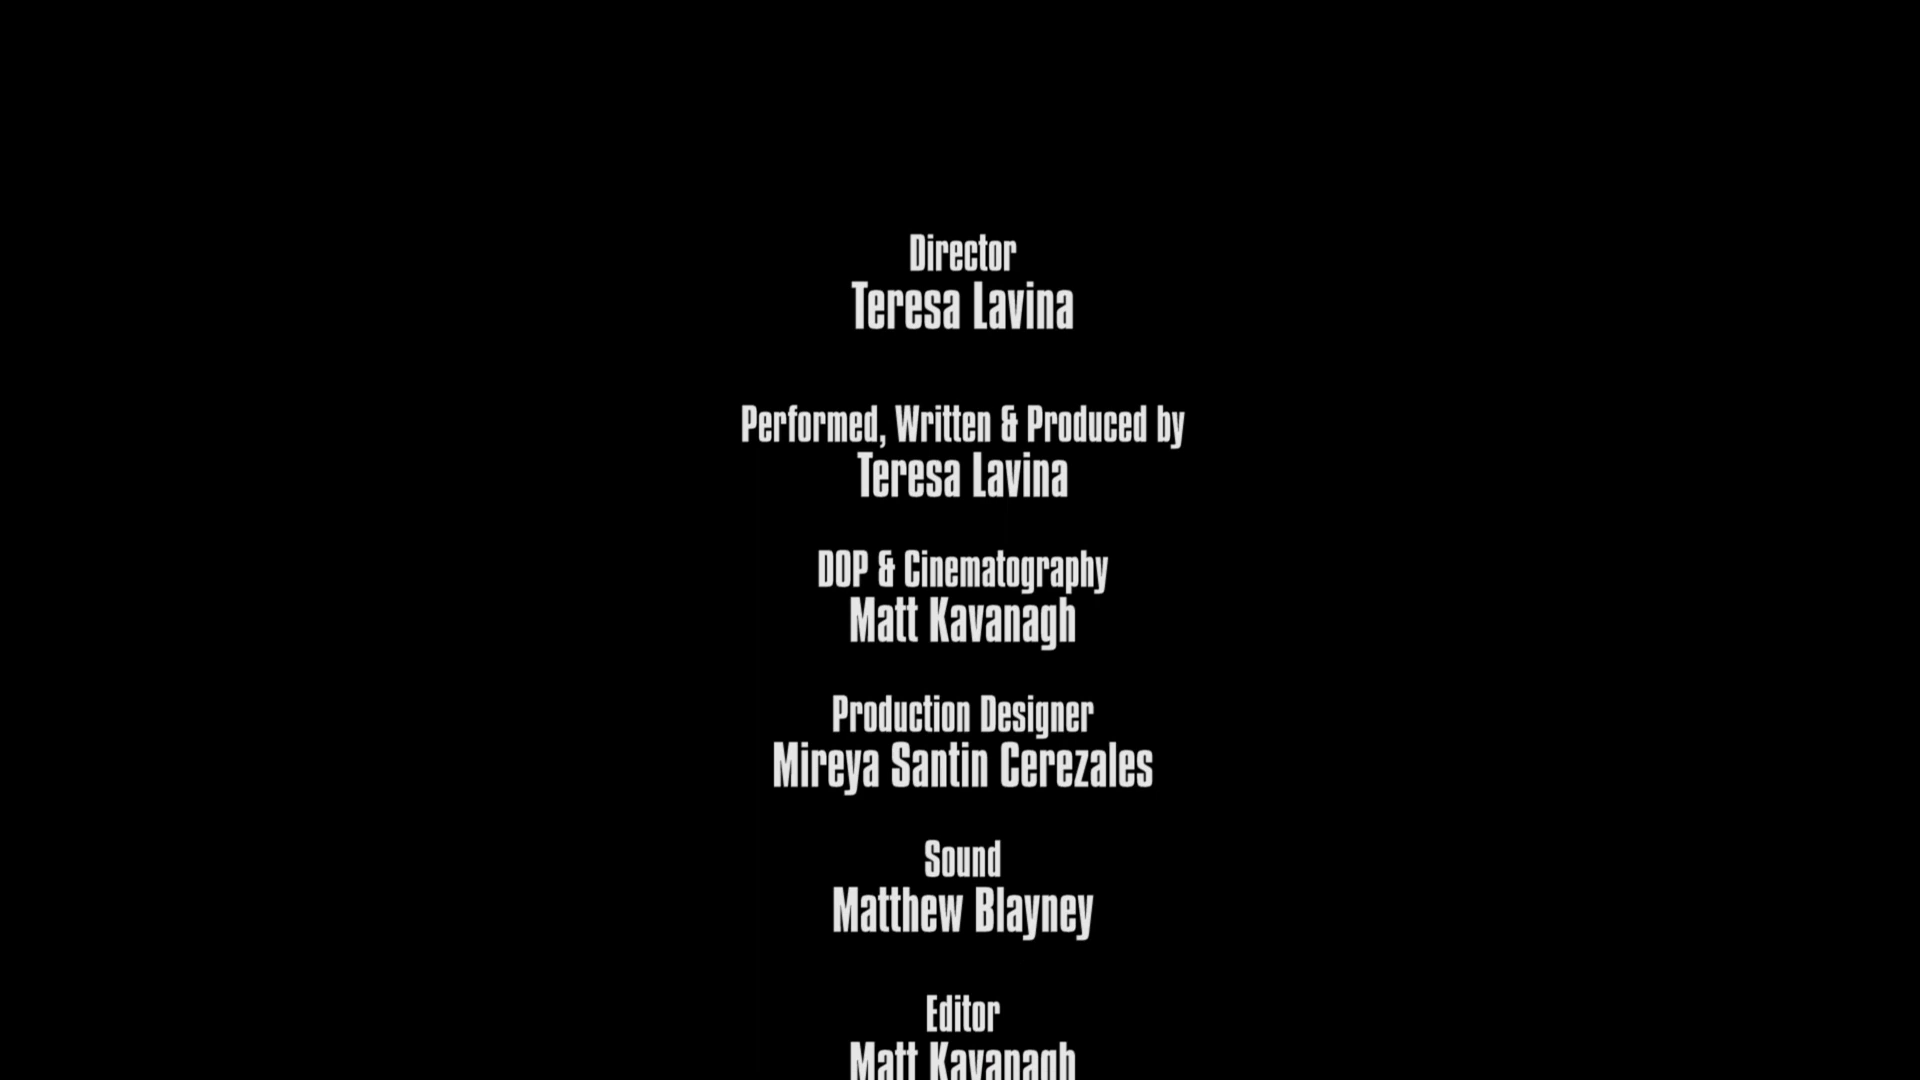 Director
Teresa Lavina
Performed, Written & Produced by
Teresa Lavina
DOP & Cinematography
Matt Kavanagh
Production Designer
Mireya Santin Cerezales
Sound
Matthew Blayney
Editor
Matt Kavanagh